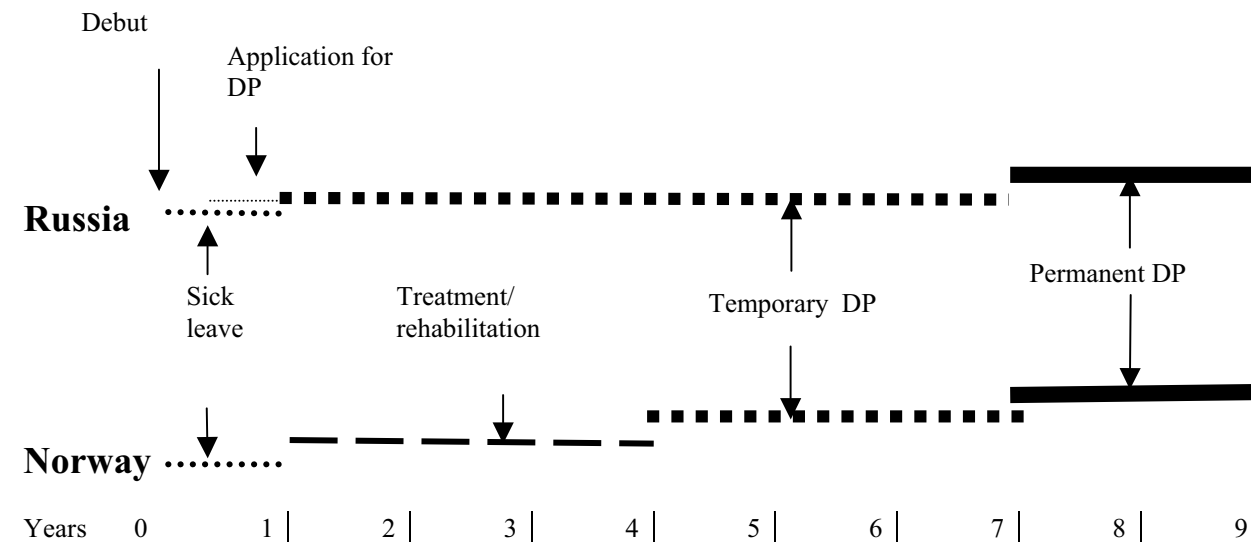 Debut
Application for
DP
Russia
Sick
leave
Treatment/
rehabilitation
Temporary DP
Permanent DP
Norway
Years 0 1 2 3 4 5 6 7 8 9